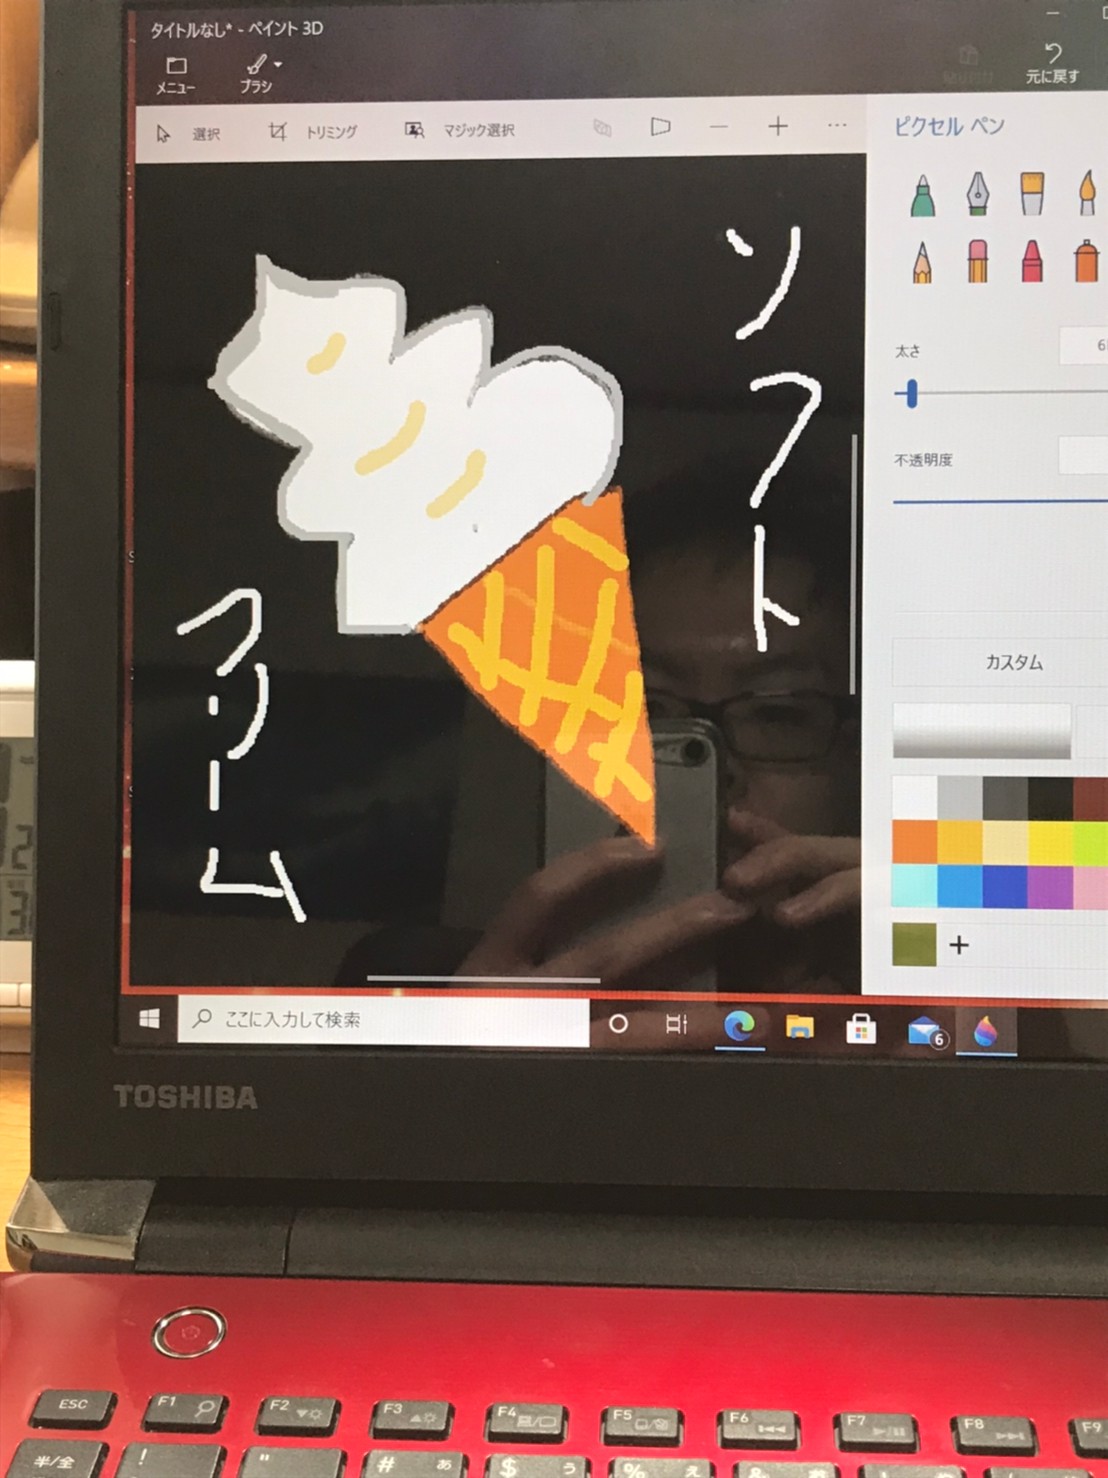 タイトルなし* - ペイント 3D
メニュー
ブラシ
元に戻す
選択
トリミング
マジック選択
ピクセル ペン
太さ
不透明度
カスタム
ソフト
クリーム
ここに入力して検索
6
TOSHIBA
ESC
F1
F2
F3
F4
F5
F6
F7
F8
F9
半/全
!
"
# ぁ
$ ぅ
% ぇ